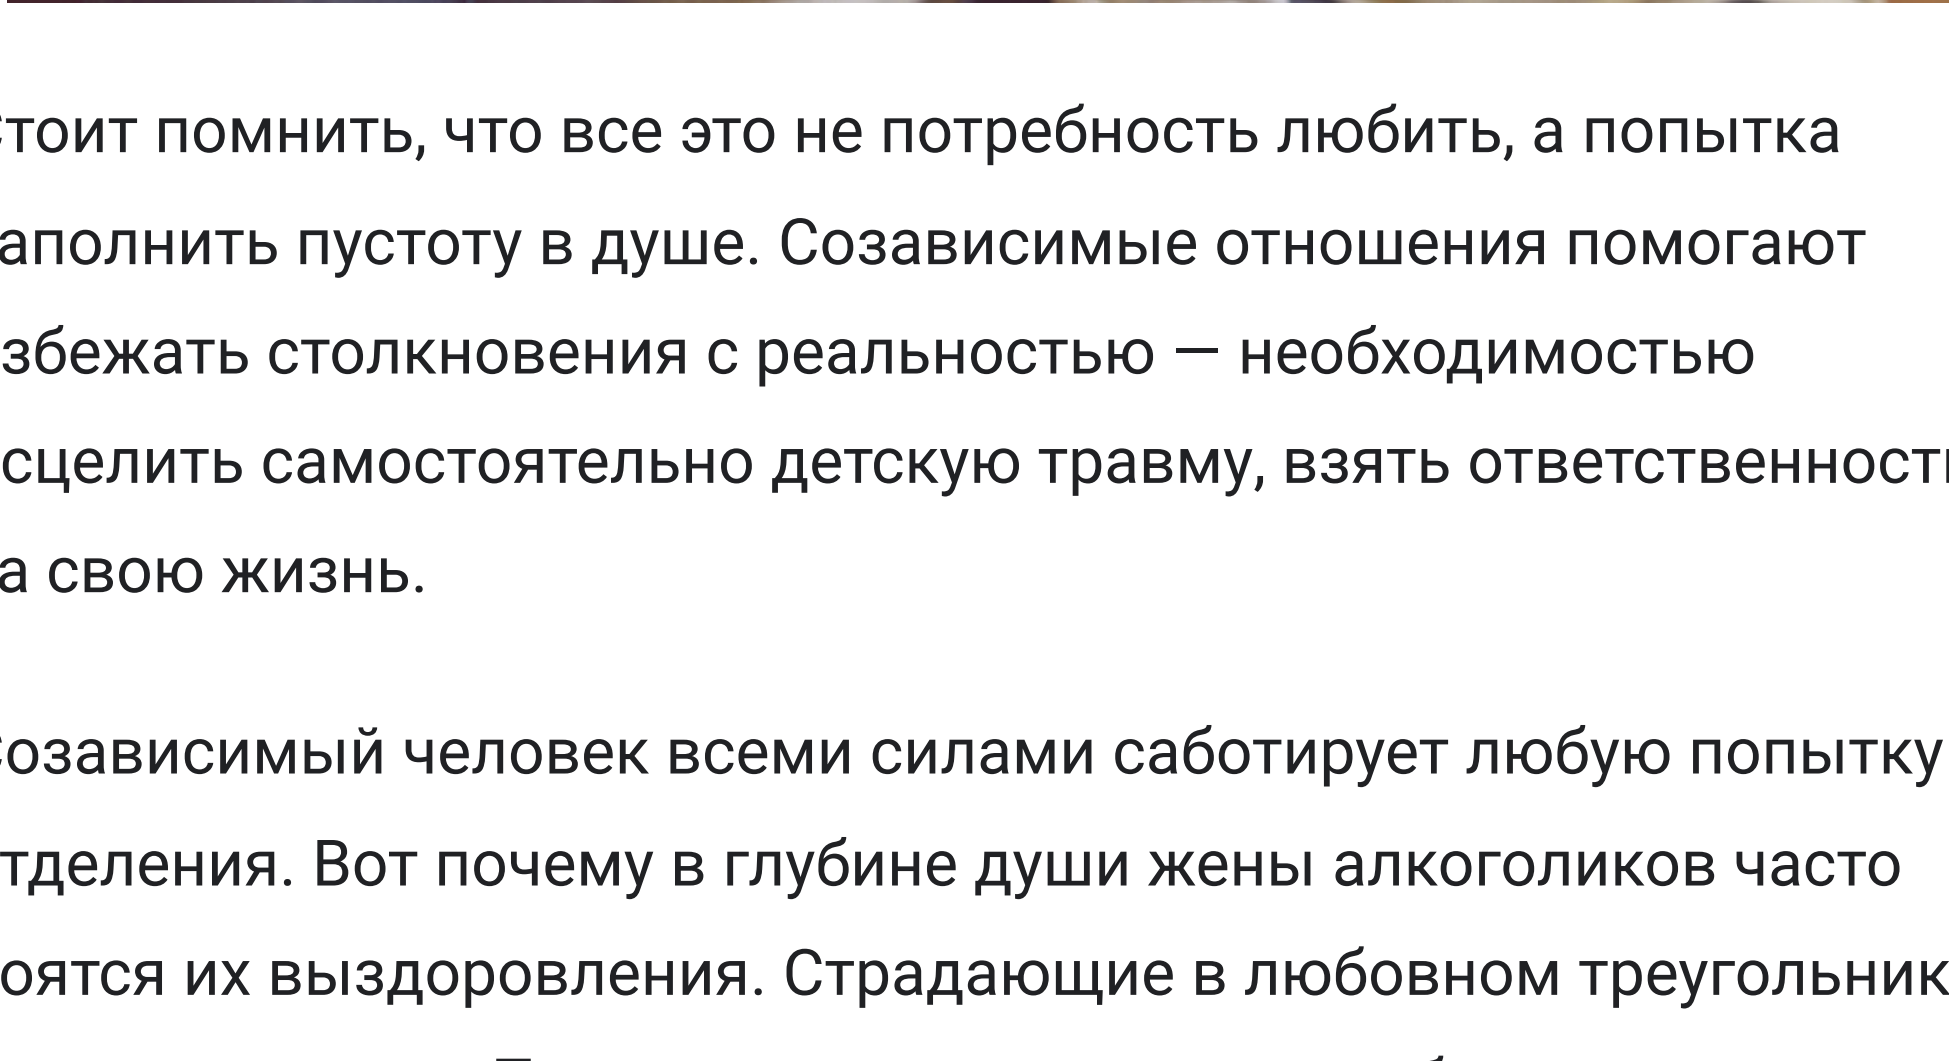 Стоит помнить, что все это не потребность любить, а попытка
аполнить пустоту в душе. Созависимые отношения помогают
збежать столкновения с реальностью — необходимостью
сцелить самостоятельно детскую травму, взять ответственност
а свою жизнь.
Созависимый человек всеми силами саботирует любую попытку
тделения. Вот почему в глубине души жены алкоголиков часто
оятся их выздоровления. Страдающие в любовном треугольник